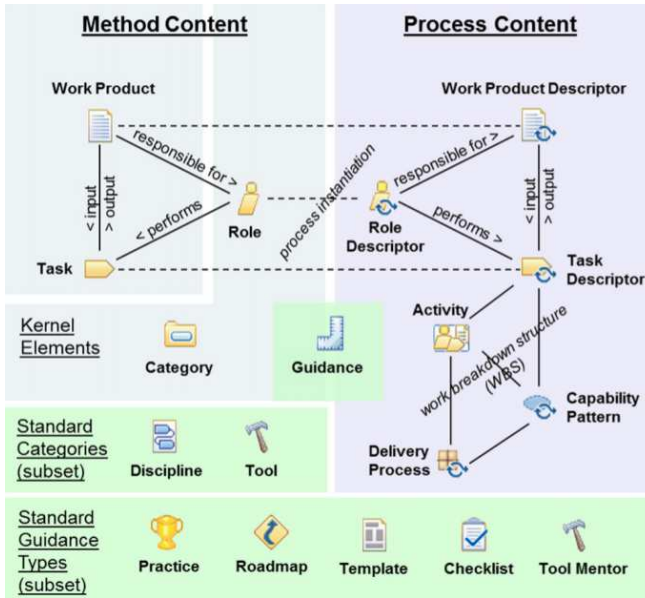 Method Content
Process Content
Work Product
Work Product Descriptor
responsible for >
responsible for >
< input
> output
< performs
process instantiation
performs >
< input
> output
Role
Role
Descriptor
Task
Task
Descriptor
Kernel
Elements
Category
Guidance
Activity
work breakdown structure
(WBS)
Capability
Pattern
Delivery
Process
Standard
Categories
(subset)
Discipline
Tool
Standard
Guidance
Types
(subset)
Practice
Roadmap
Template
Checklist
Tool Mentor